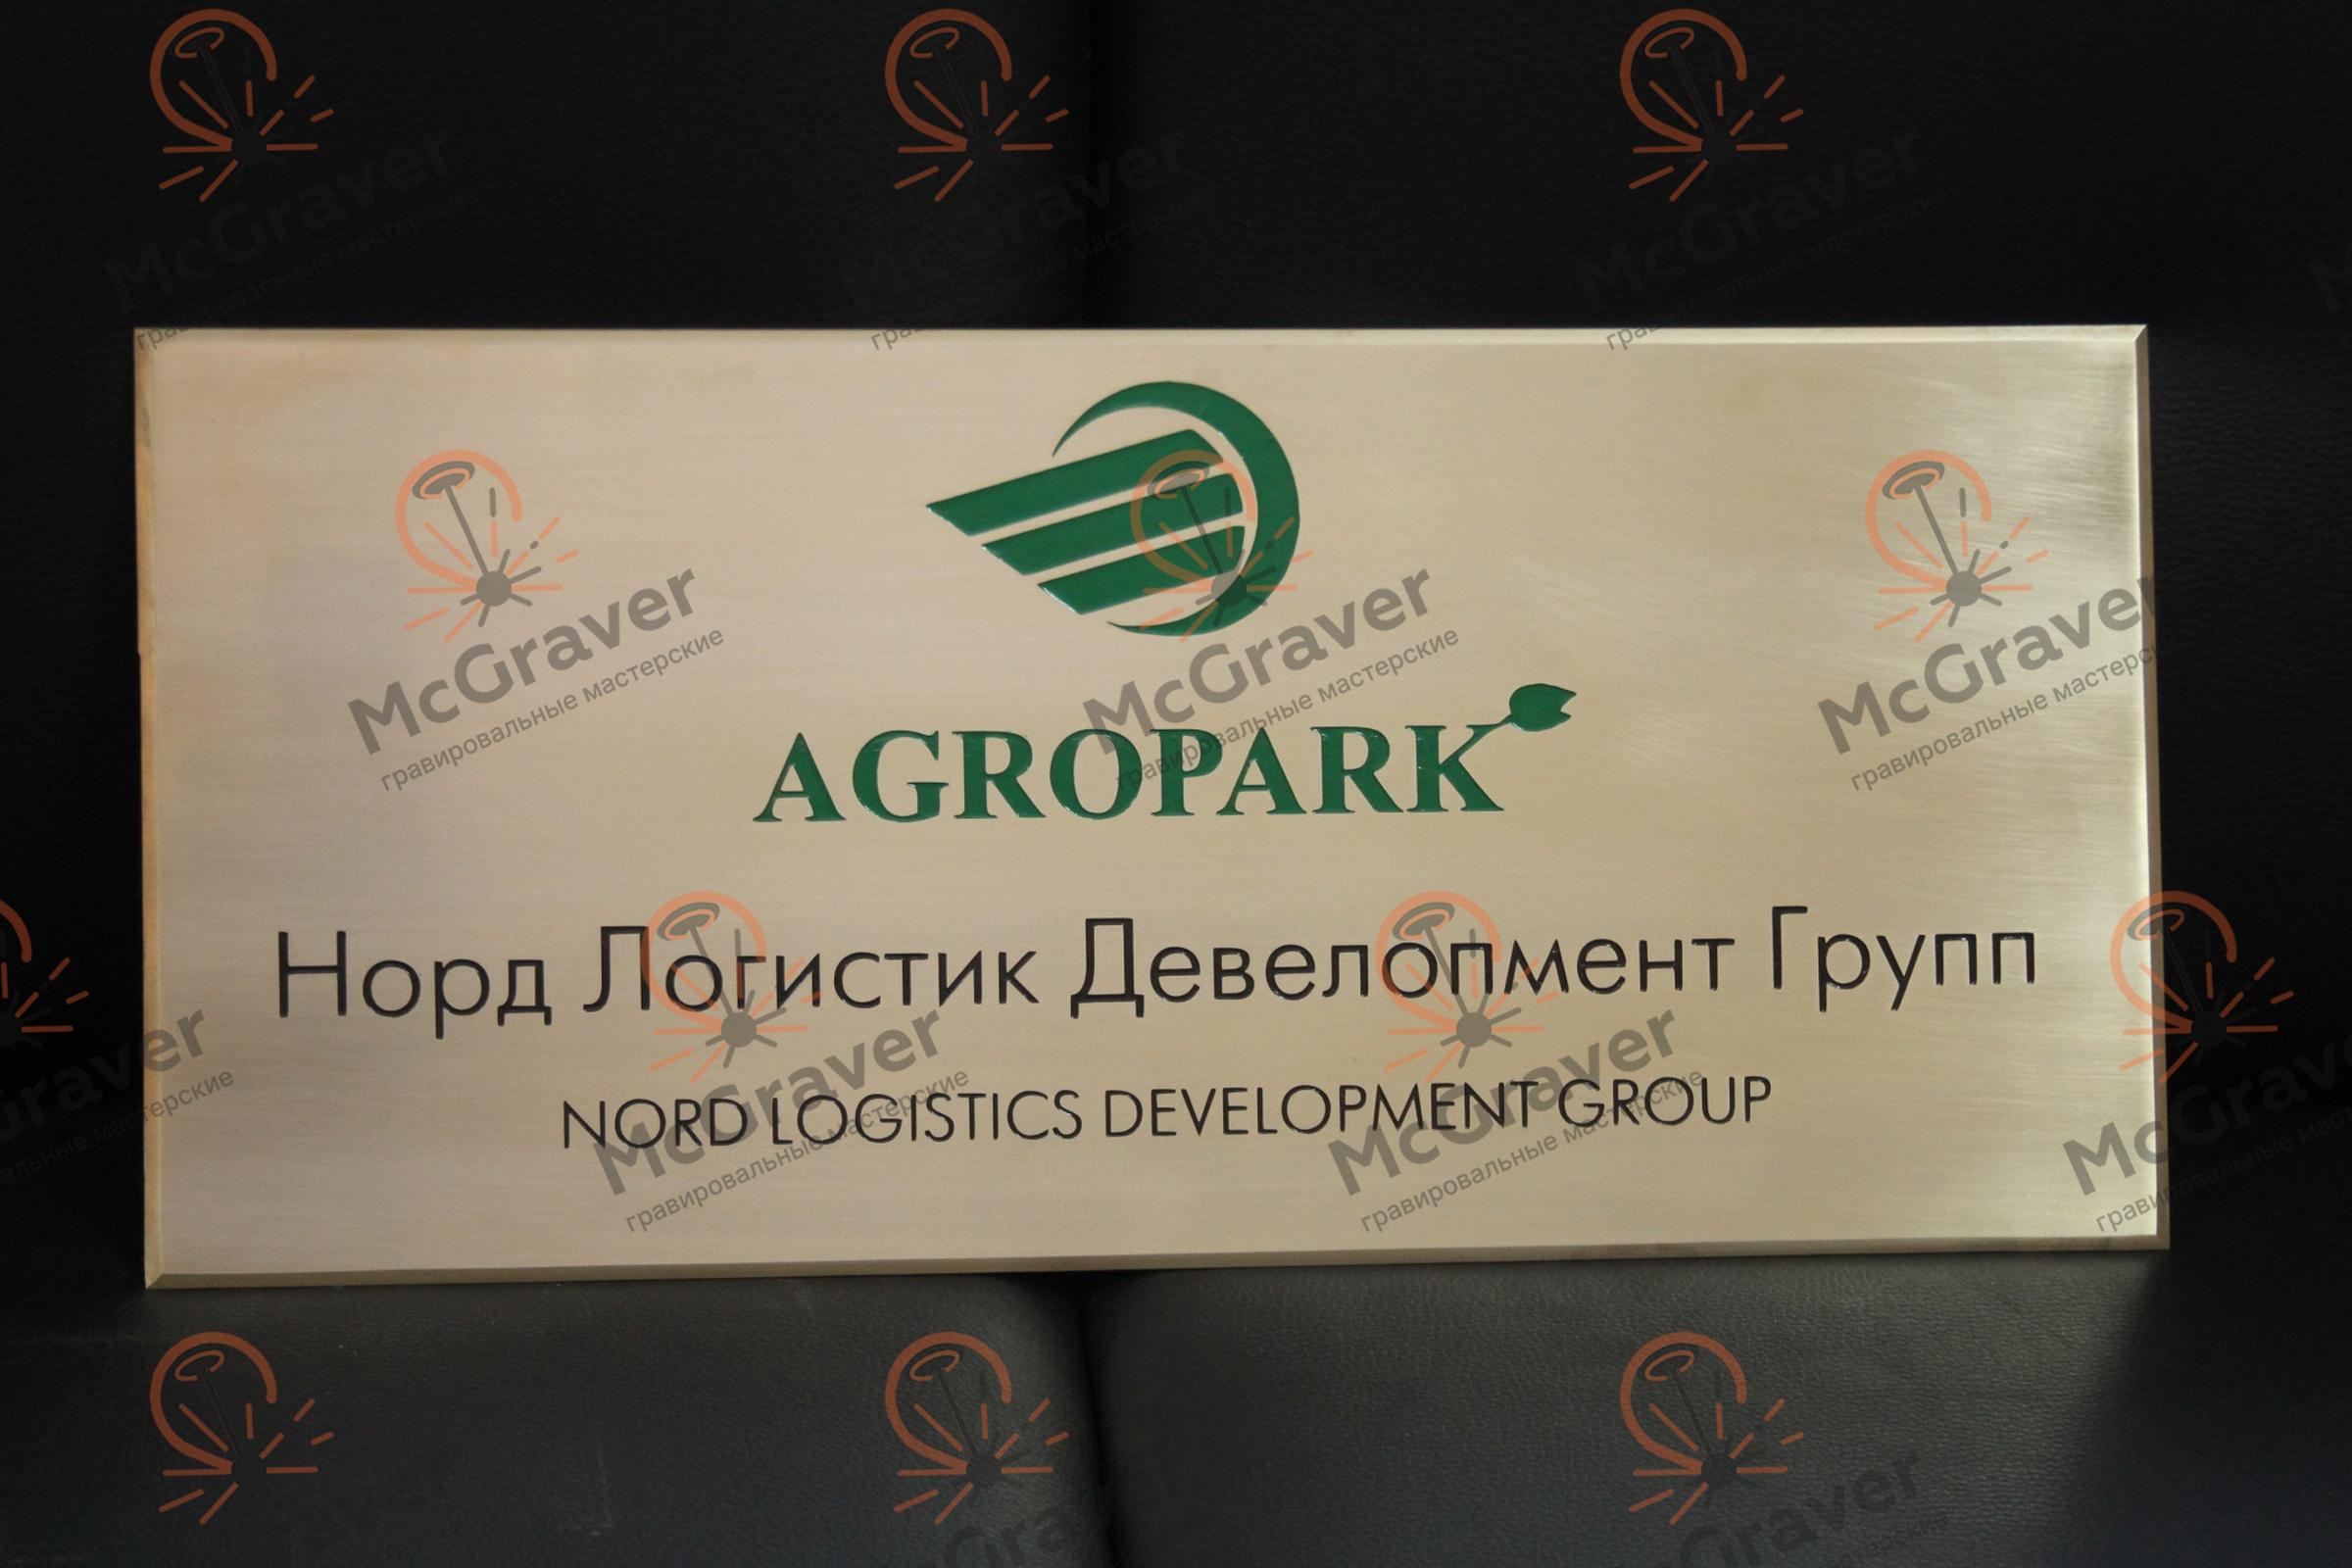 AGROPARK
Норд Логистик Девелопмент Групп
NORD LOGISTICS DEVELOPMENT GROUP
McGraver
гравировальные мастерские